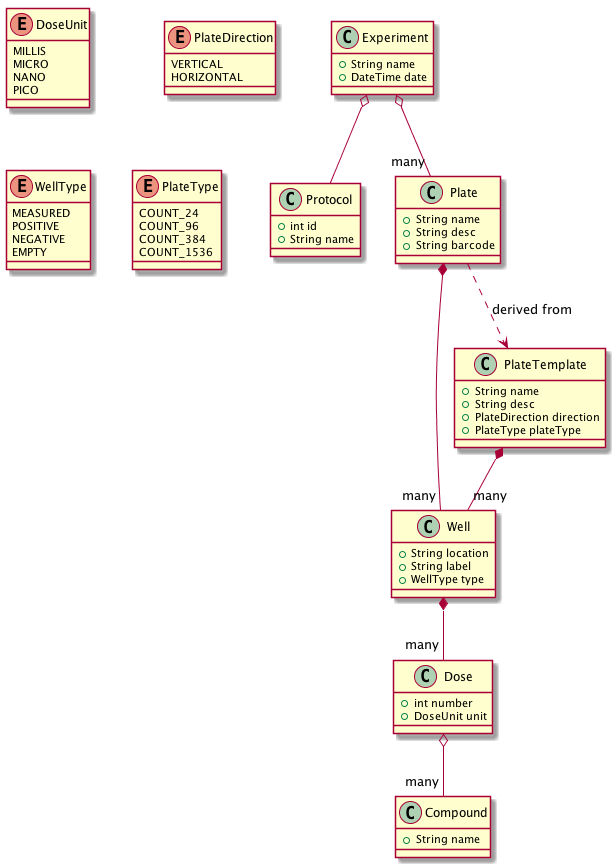 E DoseUnit
MILLIS
MICRO
NANO
PICO
E PlateDirection
VERTICAL
HORIZONTAL
C Experiment
String name
DateTime date
many
E WellType
MEASURED
POSITIVE
NEGATIVE
EMPTY
E PlateType
COUNT_24
COUNT_96
COUNT_384
COUNT_1536
C Protocol
int id
String name
C Plate
String name
String desc
String barcode
derived from
C PlateTemplate
String name
String desc
PlateDirection direction
PlateType plateType
many
many
C Well
String location
String label
WellType type
many
C Dose
int number
DoseUnit unit
many
C Compound
String name